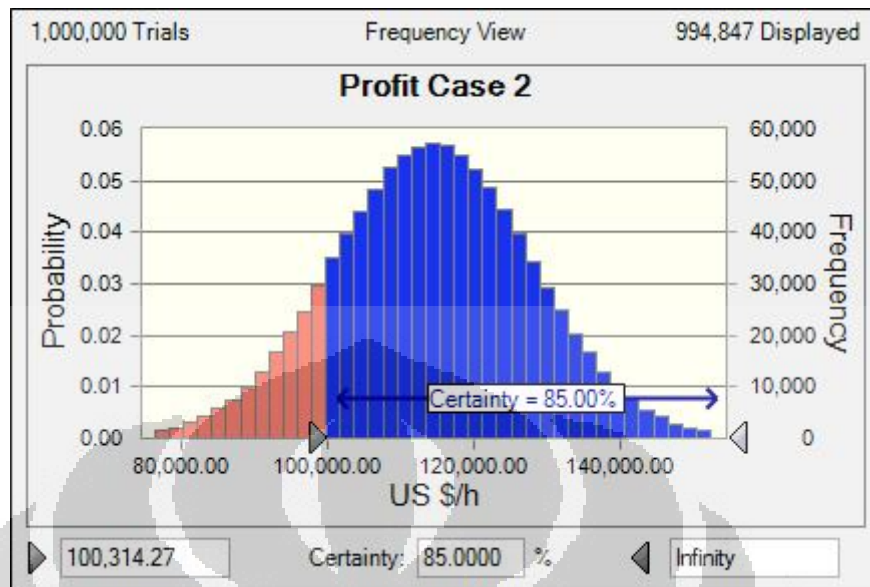 1,000,000 Trials Frequency View 994,847 Displayed
Profit Case 2
0.06 60,000
0.05 50,000
0.04 40,000
0.03 30,000
0.02 20,000
0.01 10,000
0.00 0
Probability
Frequency
Certainty = 85.00%
80,000.00 100,000.00 120,000.00 140,000.00
US $/h
100,314.27 Certainty: 85.0000 % Infinity